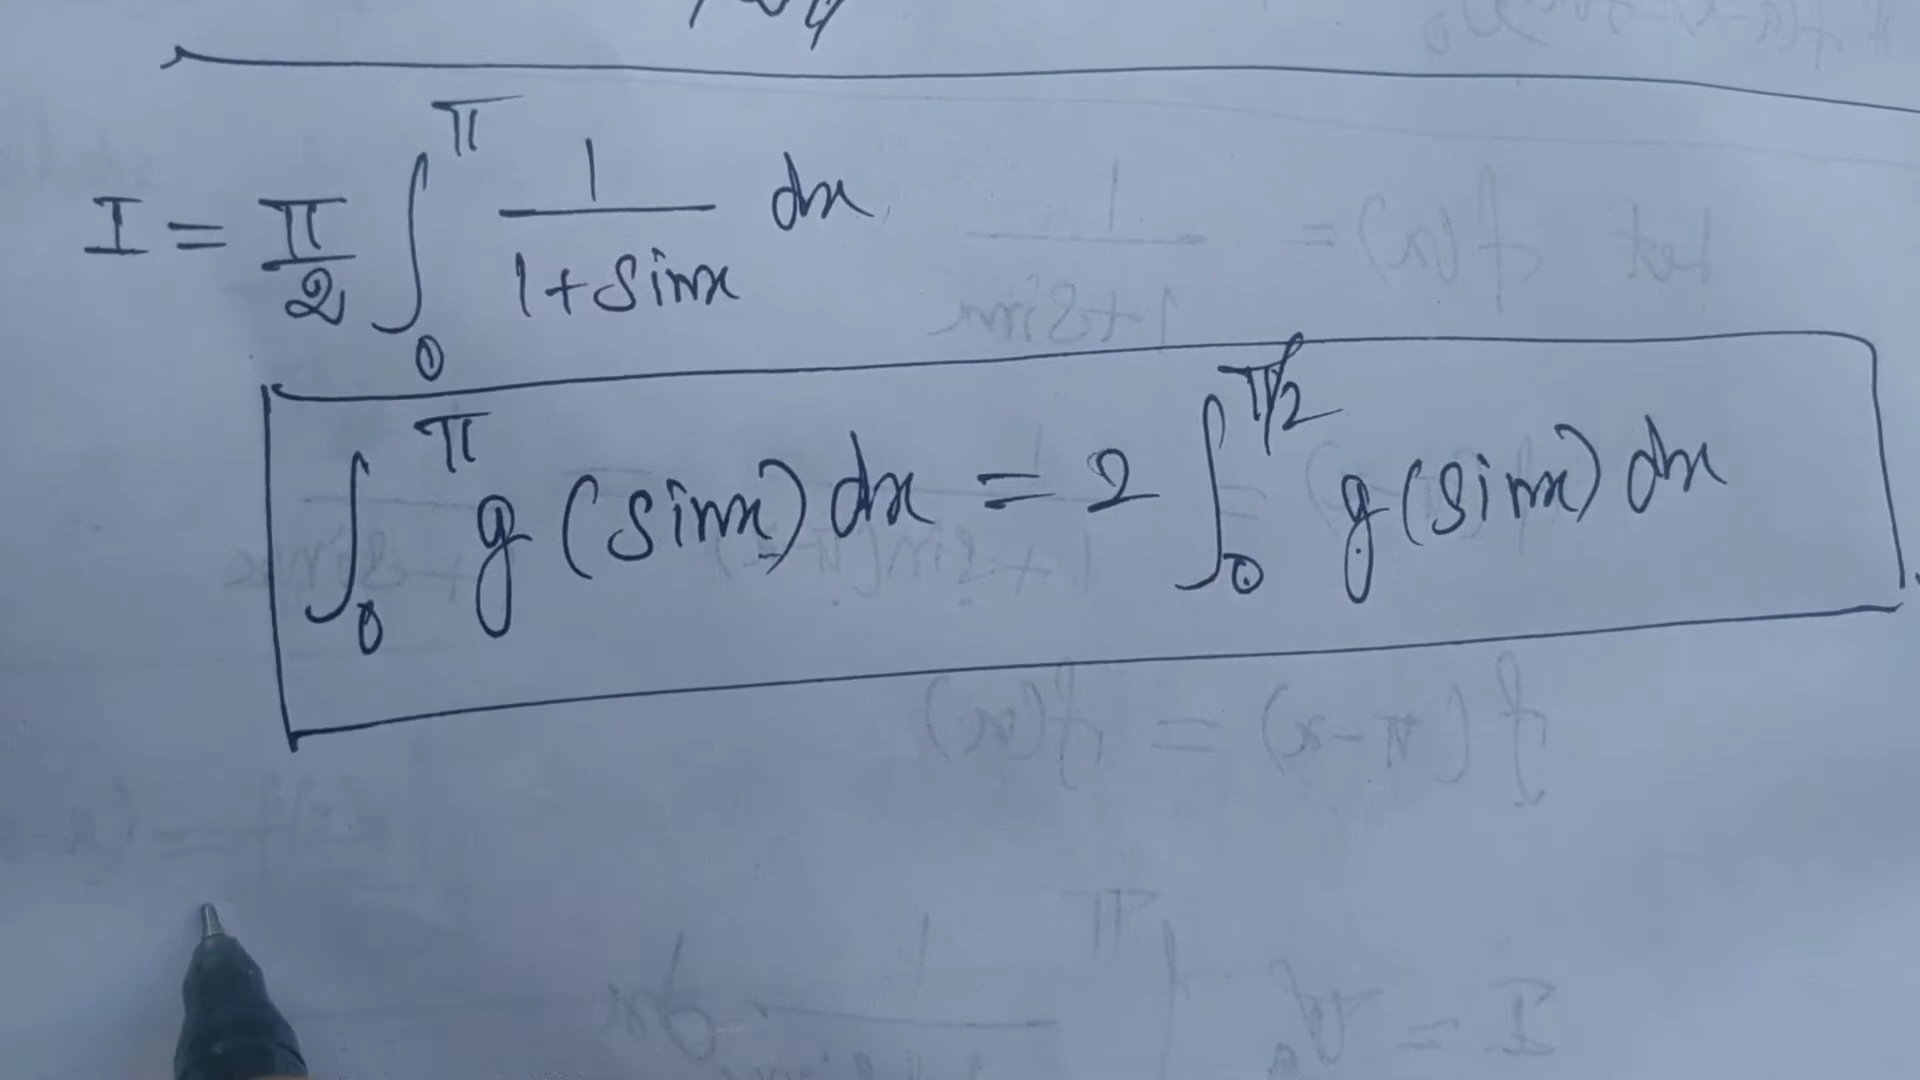 I = π/2 ∫₀^π 1/(1+sinx) dx
∫₀^π g(sinx) dx = 2 ∫₀^(π/2) g(sinx) dx